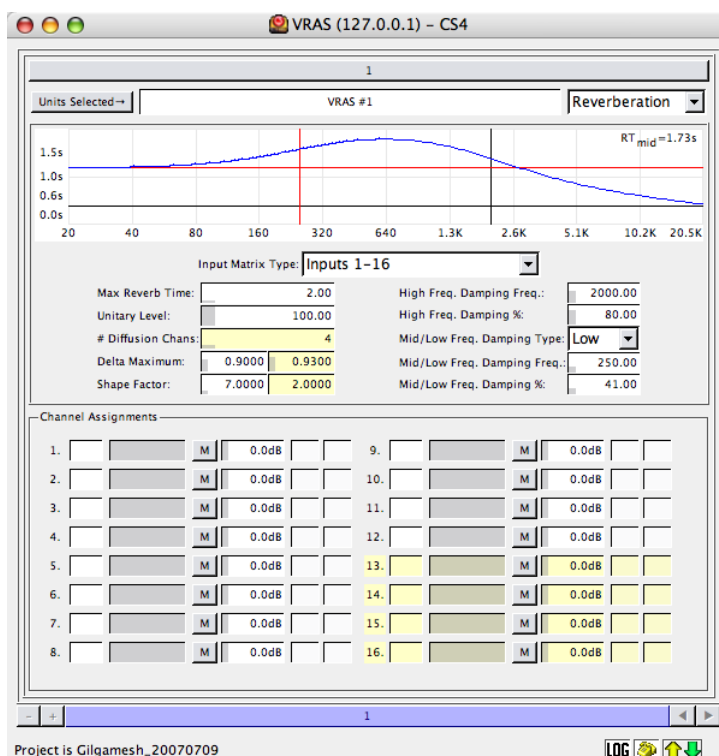 VRAS (127.0.0.1) – CS4
1
Units Selected→ VRAS #1 Reverberation
RTmid=1.73s
1.5s
1.0s
0.6s
0.0s
20 40 80 160 320 640 1.3K 2.6K 5.1K 10.2K 20.5K
Input Matrix Type: Inputs 1–16
Max Reverb Time: 2.00 High Freq. Damping Freq.: 2000.00
Unitary Level: 100.00 High Freq. Damping %: 80.00
# Diffusion Chans: 4 Mid/Low Freq. Damping Type: Low
Delta Maximum: 0.9000 0.9300 Mid/Low Freq. Damping Freq.: 250.00
Shape Factor: 7.0000 2.0000 Mid/Low Freq. Damping %: 41.00
Channel Assignments
1. M 0.0dB 9. M 0.0dB
2. M 0.0dB 10. M 0.0dB
3. M 0.0dB 11. M 0.0dB
4. M 0.0dB 12. M 0.0dB
5. M 0.0dB 13. M 0.0dB
6. M 0.0dB 14. M 0.0dB
7. M 0.0dB 15. M 0.0dB
8. M 0.0dB 16. M 0.0dB
- + 1
Project is Gilgamesh_20070709 LOG